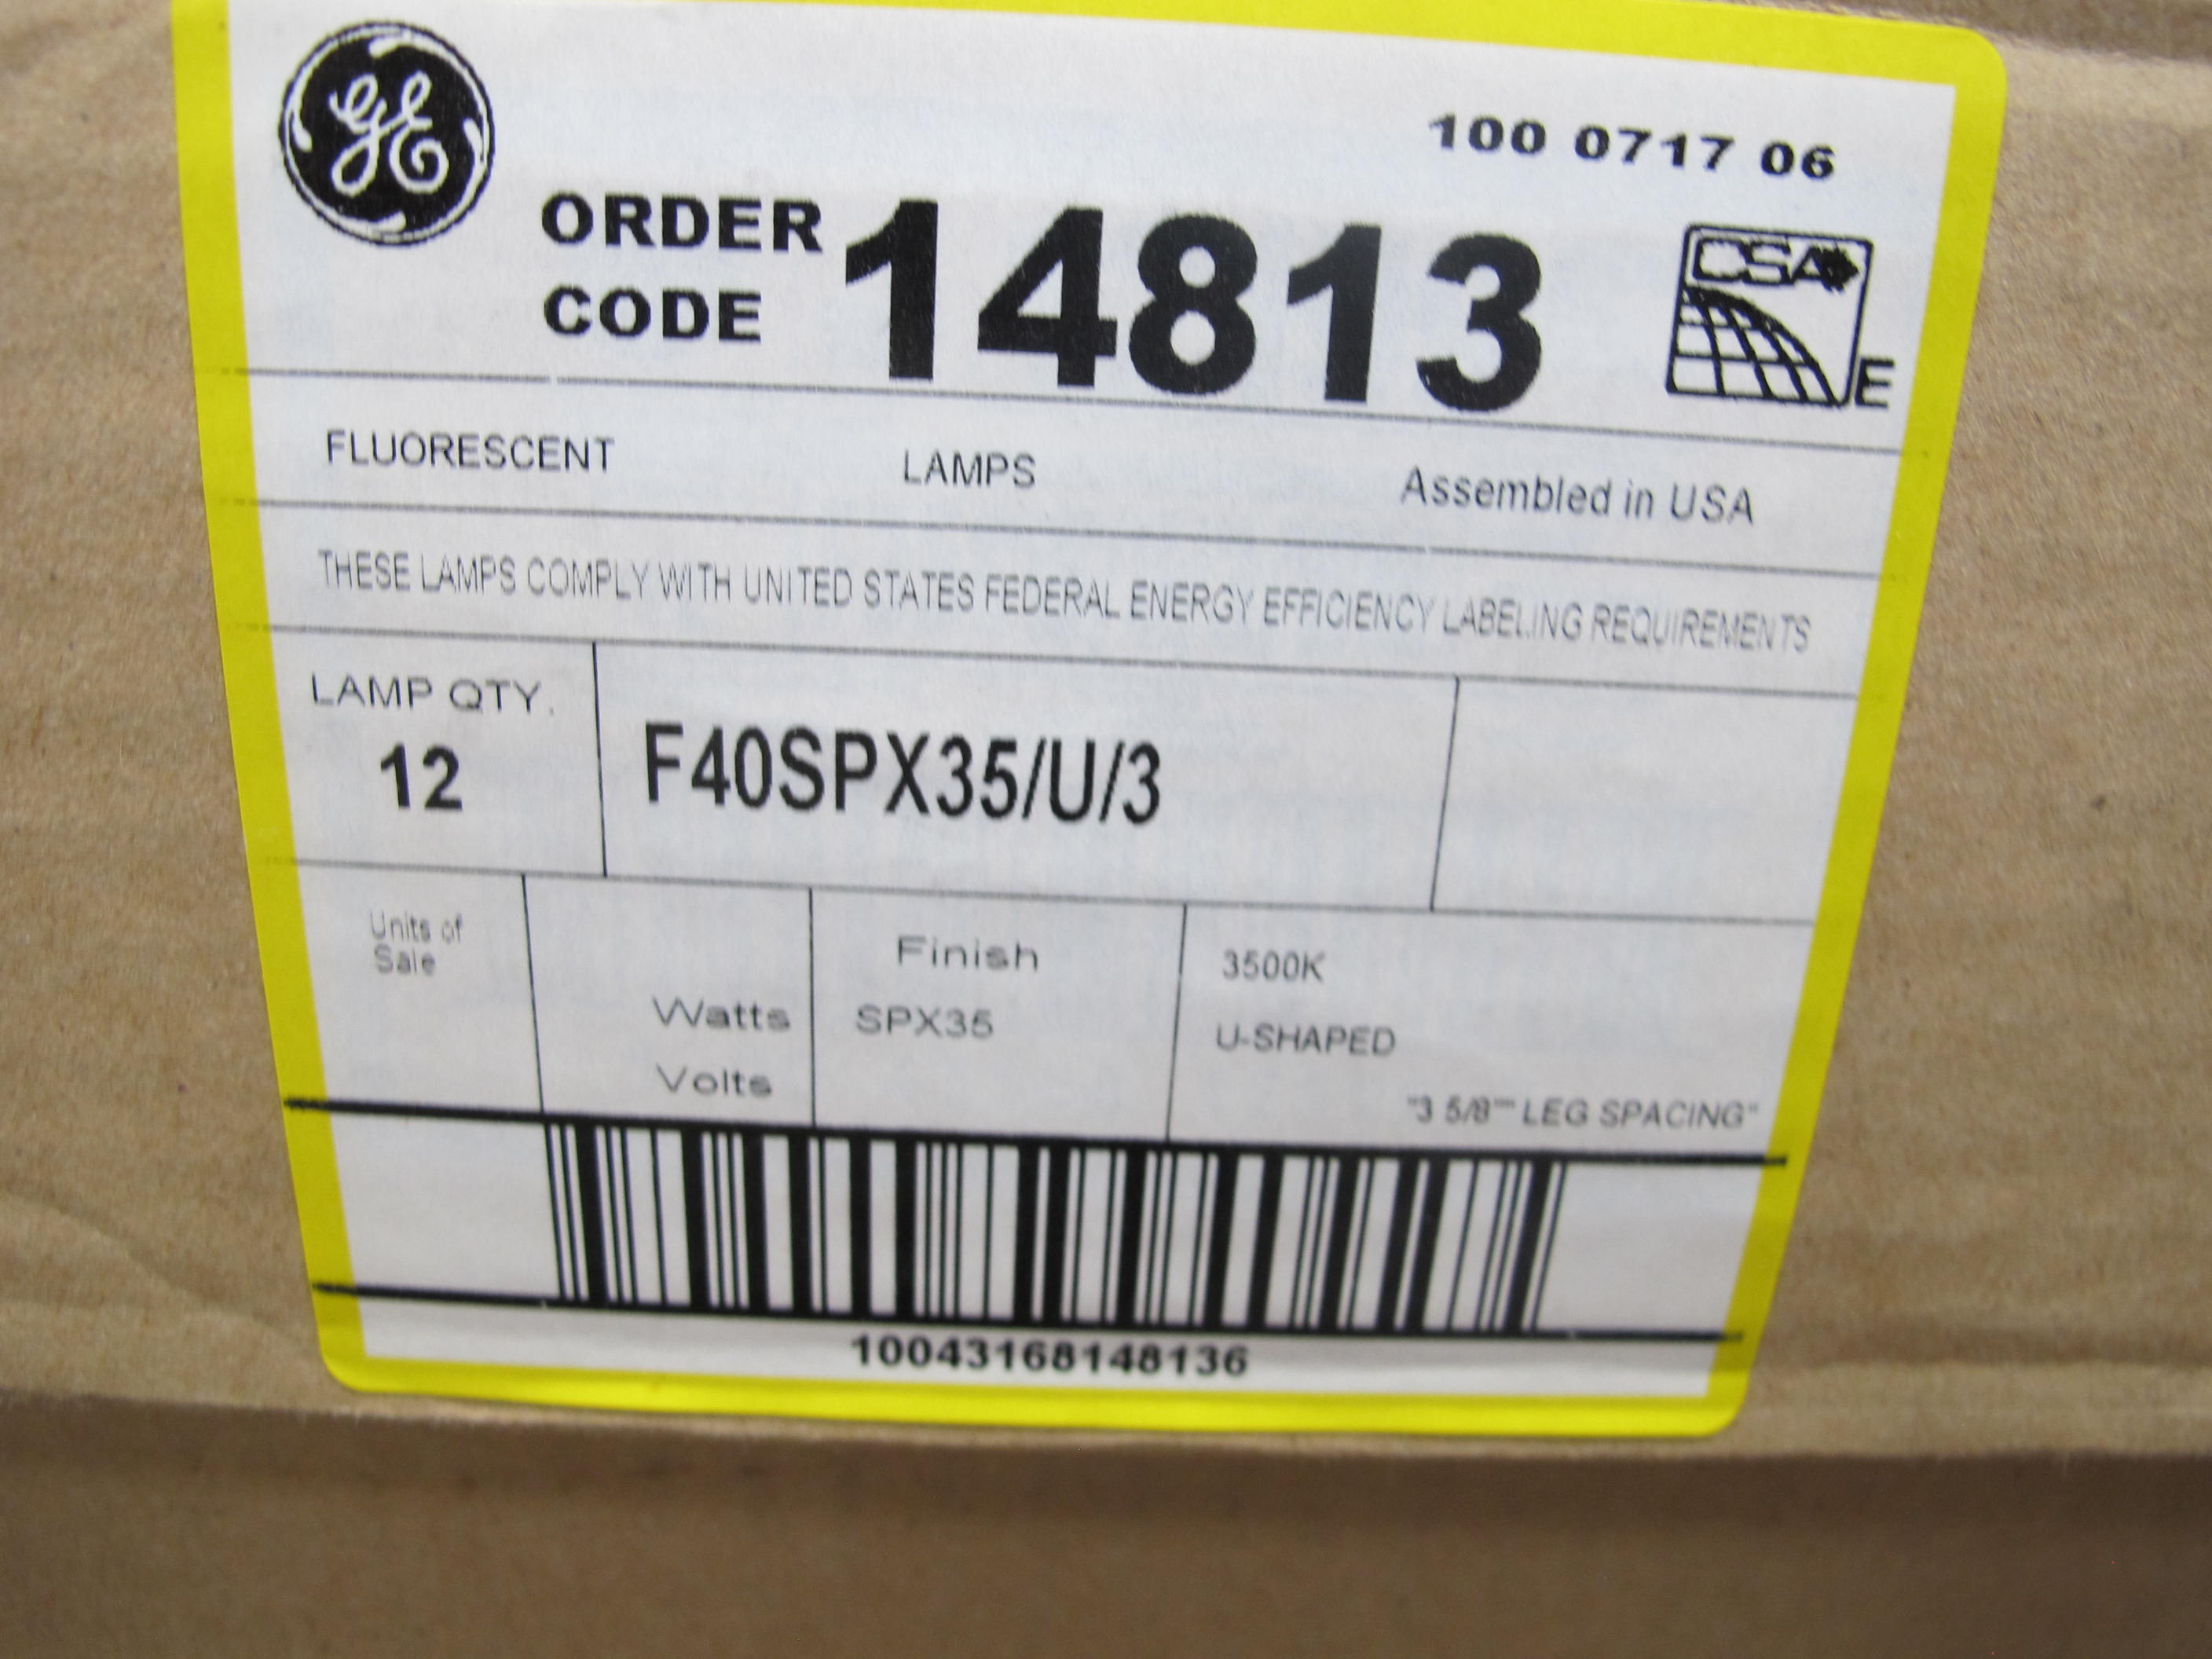 GE
100 0717 06
ORDER CODE 14813
CSA
E
FLUORESCENT LAMPS Assembled in USA
THESE LAMPS COMPLY WITH UNITED STATES FEDERAL ENERGY EFFICIENCY LABELING REQUIREMENTS
LAMP QTY.
12
F40SPX35/U/3
Units of
Sale
Watts
Volts
Finish
SPX35
3500K
U-SHAPED
"3 5/8"" LEG SPACING"
10043168148136